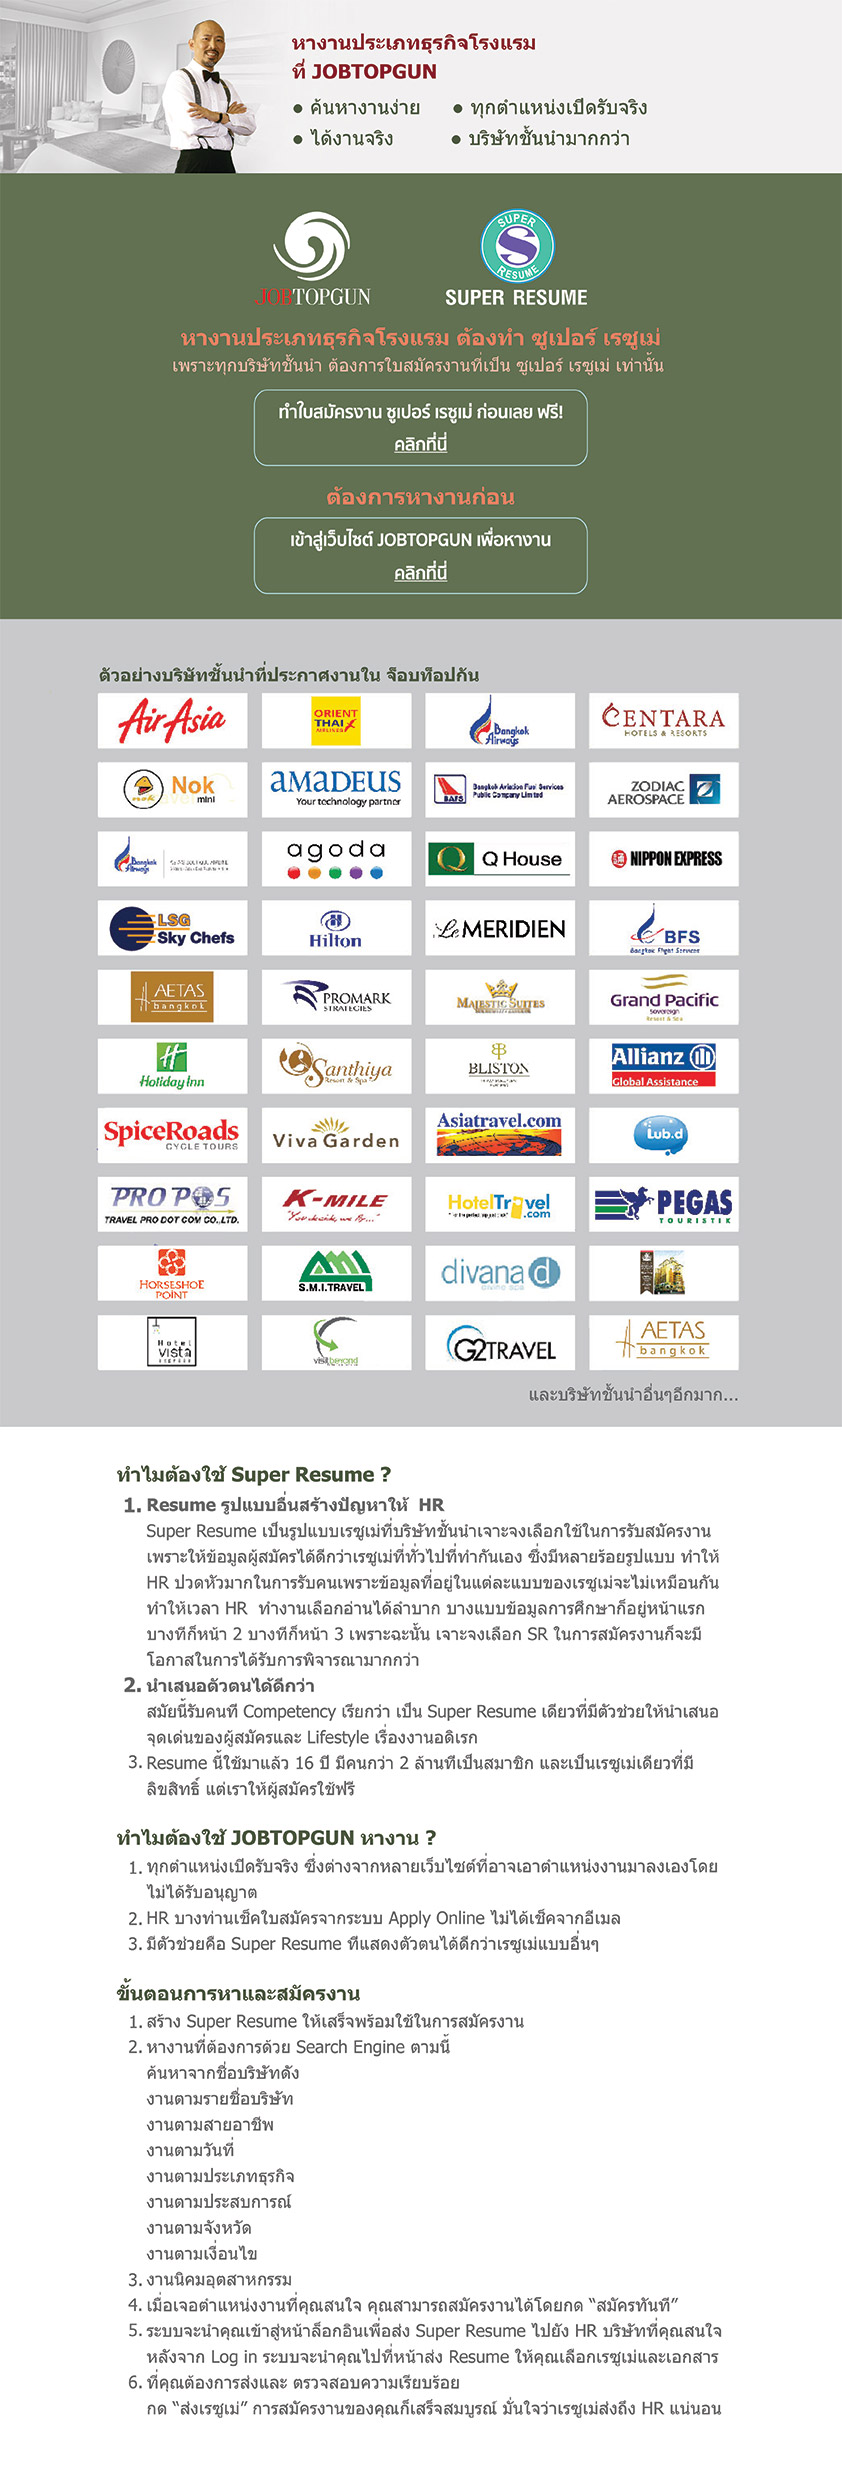 หางานประเภทธุรกิจโรงแรม
ที่ JOBTOPGUN
• ค้นหางานง่าย • ทุกตำแหน่งเปิดรับจริง
• ได้งานจริง • บริษัทชั้นนำมากกว่า
JOBTOPGUN
SUPER RESUME
SUPER RESUME
หางานประเภทธุรกิจโรงแรม ต้องทำ ซูเปอร์ เรซูเม่
เพราะทุกบริษัทชั้นนำ ต้องการใบสมัครงานที่เป็น ซูเปอร์ เรซูเม่ เท่านั้น
ทำใบสมัครงาน ซูเปอร์ เรซูเม่ ก่อนเลย ฟรี!
คลิกที่นี่
ต้องการหางานก่อน
เข้าสู่เว็บไซต์ JOBTOPGUN เพื่อหางาน
คลิกที่นี่
ตัวอย่างบริษัทชั้นนำที่ประกาศงานใน จ๊อบท็อปกัน
AirAsia
ORIENT THAI AIRLINES
Bangkok Airways
CENTARA
HOTELS & RESORTS
nok Nok mini
AMADEUS
Your technology partner
BAFS Bangkok Aviation Fuel Services Public Company Limited
ZODIAC AEROSPACE
Bangkok Airways
agoda
Q Q House
NIPPON EXPRESS
LSG Sky Chefs
H Hilton
Le MERIDIEN
BFS
Bangkok Flight Services
AETAS bangkok
PROMARK STRATEGIES
MAJESTIC SUITES
Grand Pacific
Sovereign
Resort & Spa
H Holiday Inn
Santhiya
Resort & Spa
BLISTON
Allianz
Global Assistance
SpiceRoads
CYCLE TOURS
Viva Garden
Asiatravel.com
Lub.d
PRO POS
TRAVEL PRO DOT COM CO.,LTD.
K-MILE
HotelTravel.com
PEGAS
TOURISTIK
HORSESHOE POINT
S.M.I.TRAVEL
divana d
divine spa
Hotel vista express
visit beyond
G2TRAVEL
AETAS bangkok
และบริษัทชั้นนำอื่นๆอีกมาก...
ทำไมต้องใช้ Super Resume ?
1. Resume รูปแบบอื่นสร้างปัญหาให้ HR
Super Resume เป็นรูปแบบเรซูเม่ที่บริษัทชั้นนำเจาะจงเลือกใช้ในการรับสมัครงาน
เพราะให้ข้อมูลผู้สมัครได้ดีกว่าเรซูเม่ที่ทั่วไปที่ทำกันเอง ซึ่งมีหลายร้อยรูปแบบ ทำให้
HR ปวดหัวมากในการรับคนเพราะข้อมูลที่อยู่ในแต่ละแบบของเรซูเม่จะไม่เหมือนกัน
ทำให้เวลา HR ทำงานเลือกอ่านได้ลำบาก บางแบบข้อมูลการศึกษาก็อยู่หน้าแรก
บางทีก็หน้า 2 บางทีก็หน้า 3 เพราะฉะนั้น เจาะจงเลือก SR ในการสมัครงานก็จะมี
โอกาสในการได้รับการพิจารณามากกว่า
2. นำเสนอตัวตนได้ดีกว่า
สมัยนี้รับคนที Competency เรียกว่า เป็น Super Resume เดียวที่มีตัวช่วยให้นำเสนอ
จุดเด่นของผู้สมัครและ Lifestyle เรื่องงานอดิเรก
3. Resume นี้ใช้มาแล้ว 16 ปี มีคนกว่า 2 ล้านทีเป็นสมาชิก และเป็นเรซูเม่เดียวที่มี
ลิขสิทธิ์ แต่เราให้ผู้สมัครใช้ฟรี
ทำไมต้องใช้ JOBTOPGUN หางาน ?
1. ทุกตำแหน่งเปิดรับจริง ซึ่งต่างจากหลายเว็บไซต์ที่อาจเอาตำแหน่งงานมาลงเองโดย
ไม่ได้รับอนุญาต
2. HR บางท่านเช็คใบสมัครจากระบบ Apply Online ไม่ได้เช็คจากอีเมล
3. มีตัวช่วยคือ Super Resume ทีแสดงตัวตนได้ดีกว่าเรซูเม่แบบอื่นๆ
ขั้นตอนการหาและสมัครงาน
1. สร้าง Super Resume ให้เสร็จพร้อมใช้ในการสมัครงาน
2. หางานที่ต้องการด้วย Search Engine ตามนี้
ค้นหาจากชื่อบริษัทดัง
งานตามรายชื่อบริษัท
งานตามสายอาชีพ
งานตามวันที่
งานตามประเภทธุรกิจ
งานตามประสบการณ์
งานตามจังหวัด
งานตามเงื่อนไข
3. งานนิคมอุตสาหกรรม
4. เมื่อเจอตำแหน่งงานที่คุณสนใจ คุณสามารถสมัครงานได้โดยกด “สมัครทันที”
5. ระบบจะนำคุณเข้าสู่หน้าล็อกอินเพื่อส่ง Super Resume ไปยัง HR บริษัทที่คุณสนใจ
หลังจาก Log in ระบบจะนำคุณไปที่หน้าส่ง Resume ให้คุณเลือกเรซูเม่และเอกสาร
6. ที่คุณต้องการส่งและ ตรวจสอบความเรียบร้อย
กด “ส่งเรซูเม่” การสมัครงานของคุณก็เสร็จสมบูรณ์ มั่นใจว่าเรซูเม่ส่งถึง HR แน่นอน